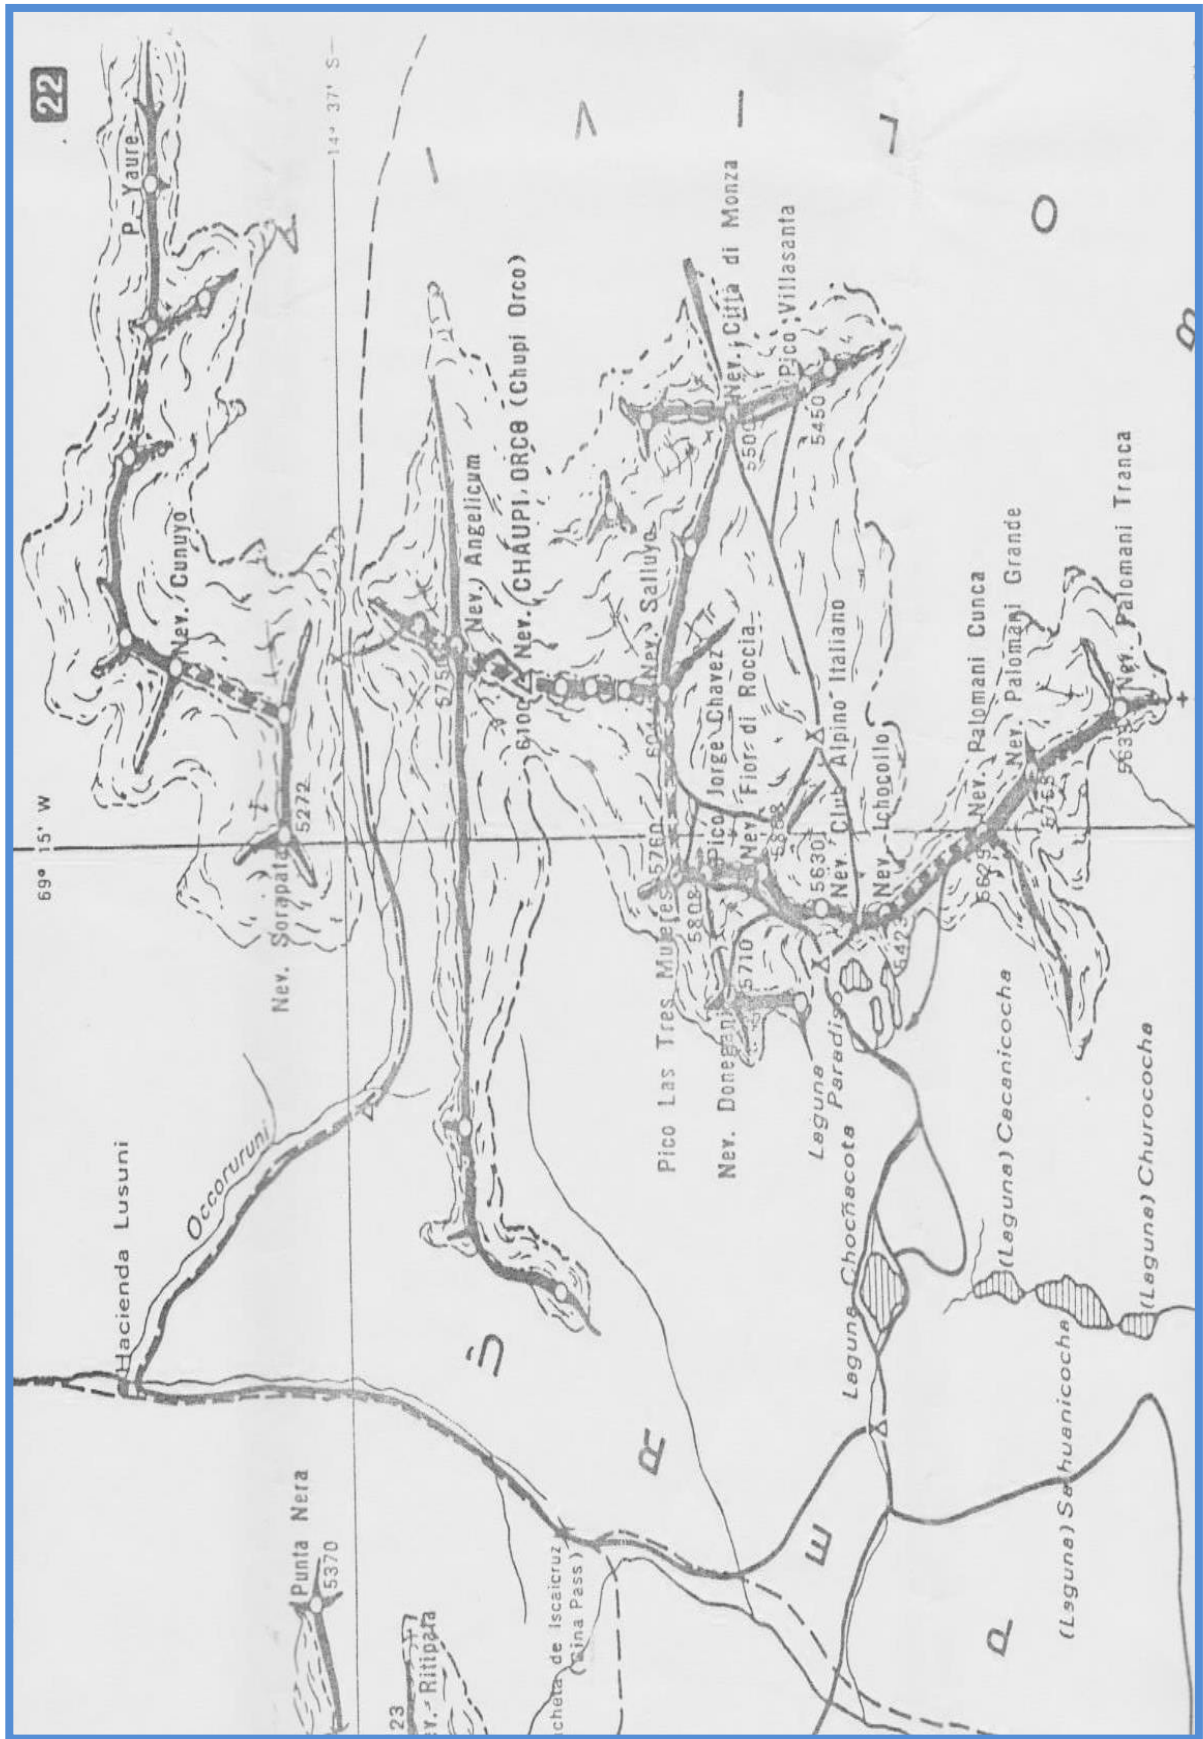 22
P. Yaure
14° 37' S
Nev. Cunuyo
69° 15' W
Nev. Sorapata
5272
Nev. Angelicum
5750
6100 Nev. CHAUPI ORCO (Chupi Orco)
Nev. Salluyo
Nev. Città di Monza
5500
Pico Villasanta
5450
Pico Las Tres Mujeres 5760
Pico Jorge Chavez
5808
Nev. Fior di Roccia
Nev. Donegani
5710
5630
Nev. "Club Alpino Italiano"
Nev. Ichocollo
5423
Nev. Palomani Cunca
Nev. Palomani Grande
Nev. Palomani Tranca
Laguna
Paradiso
Laguna Chocñacota
(Laguna) Cacanicocha
(Laguna) Churococha
(Laguna) Sahuanicocha
Hacienda Lusuni
Occoruruni
Punta Nera
5370
23
Ritipata
de Iscaicruz
(Sina Pass)
P E R Ú
B O L I V I